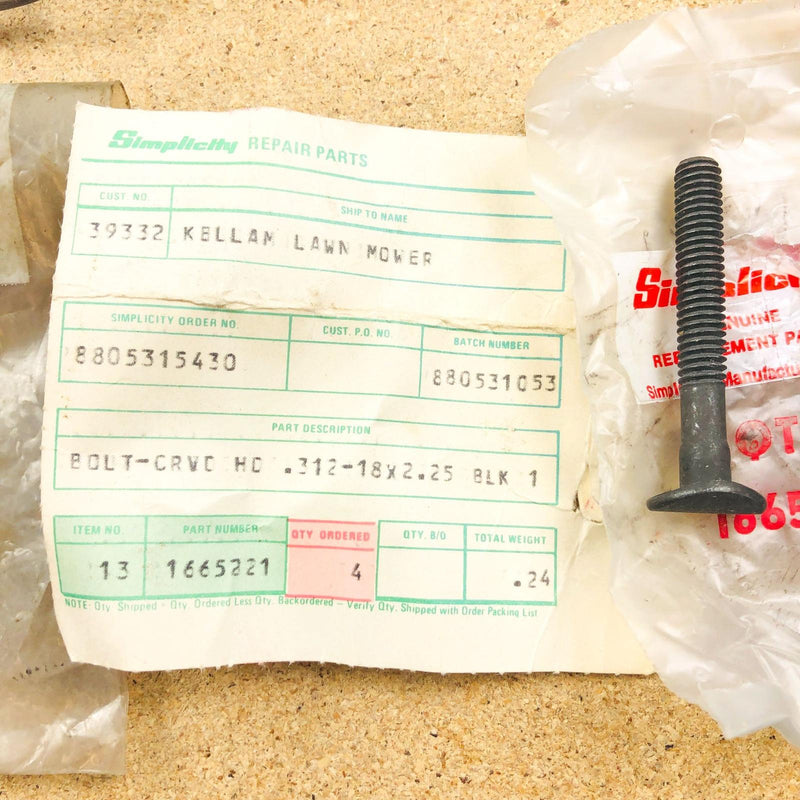 Simplicity REPAIR PARTS
CUST. NO. SHIP TO NAME
39332 KELLAM LAWN MOWER
SIMPLICITY ORDER NO. CUST. P.O. NO. BATCH NUMBER
8805315430 880531053
PART DESCRIPTION
BOLT-CRVD HD .312-18X2.25 BLK 1
ITEM NO. PART NUMBER QTY ORDERED QTY. B/O TOTAL WEIGHT
13 1665221 4 .24
NOTE: Qty. Shipped - Qty. Ordered Less Qty. Backordered - Verify Qty. Shipped with Order Packing List